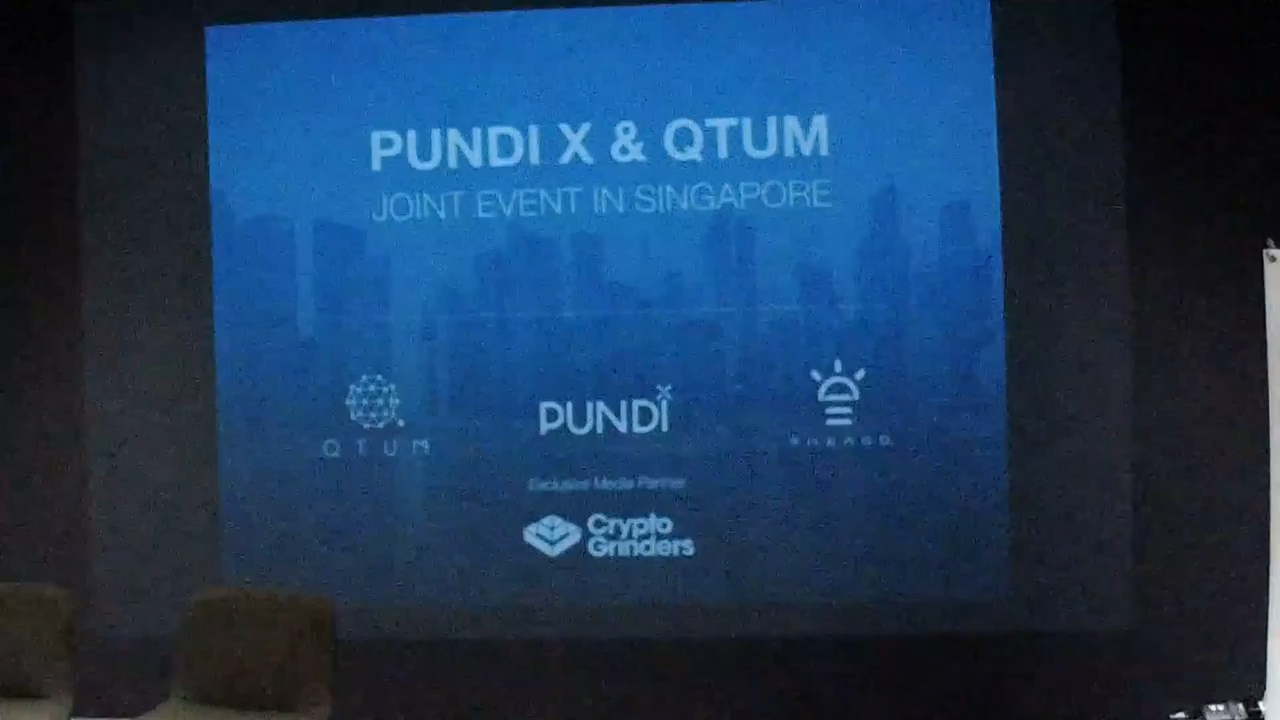 PUNDI X & QTUM
JOINT EVENT IN SINGAPORE
QTUM
PUNDI X
Exclusive Media Partner
Crypto
Grinders